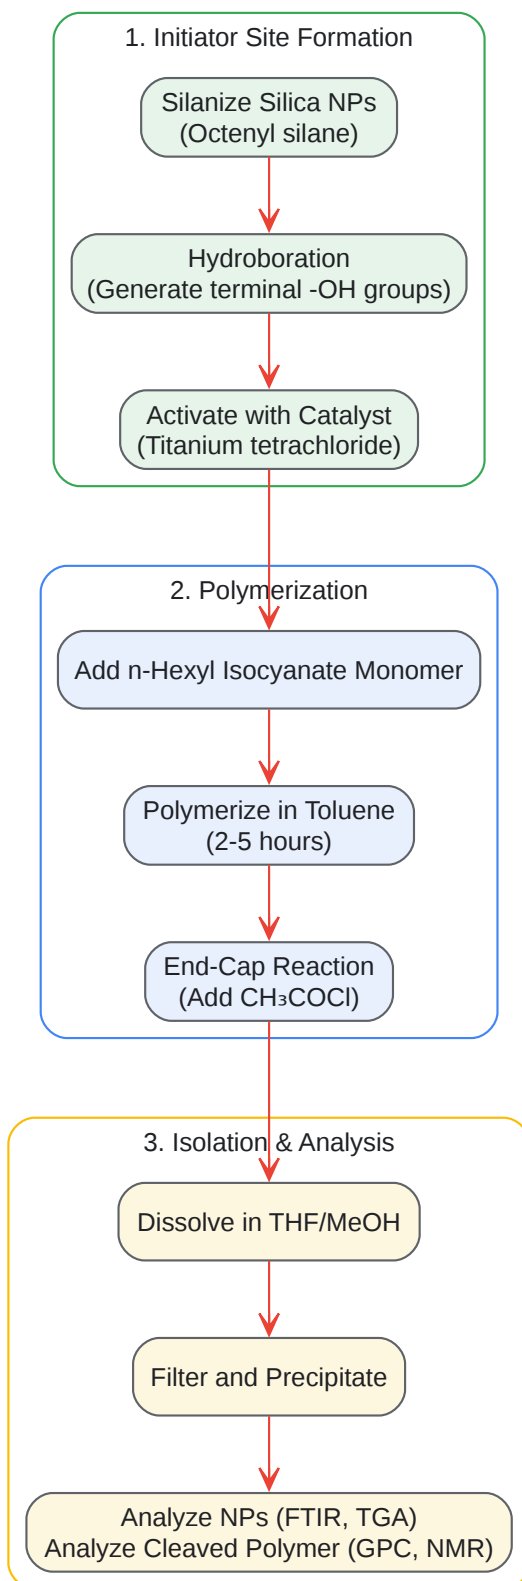 1. Initiator Site Formation
Silanize Silica NPs
(Octenyl silane)
Hydroboration
(Generate terminal -OH groups)
Activate with Catalyst
(Titanium tetrachloride)
2. Polymerization
Add n-Hexyl Isocyanate Monomer
Polymerize in Toluene
(2-5 hours)
End-Cap Reaction
(Add CH₃COCl)
3. Isolation & Analysis
Dissolve in THF/MeOH
Filter and Precipitate
Analyze NPs (FTIR, TGA)
Analyze Cleaved Polymer (GPC, NMR)